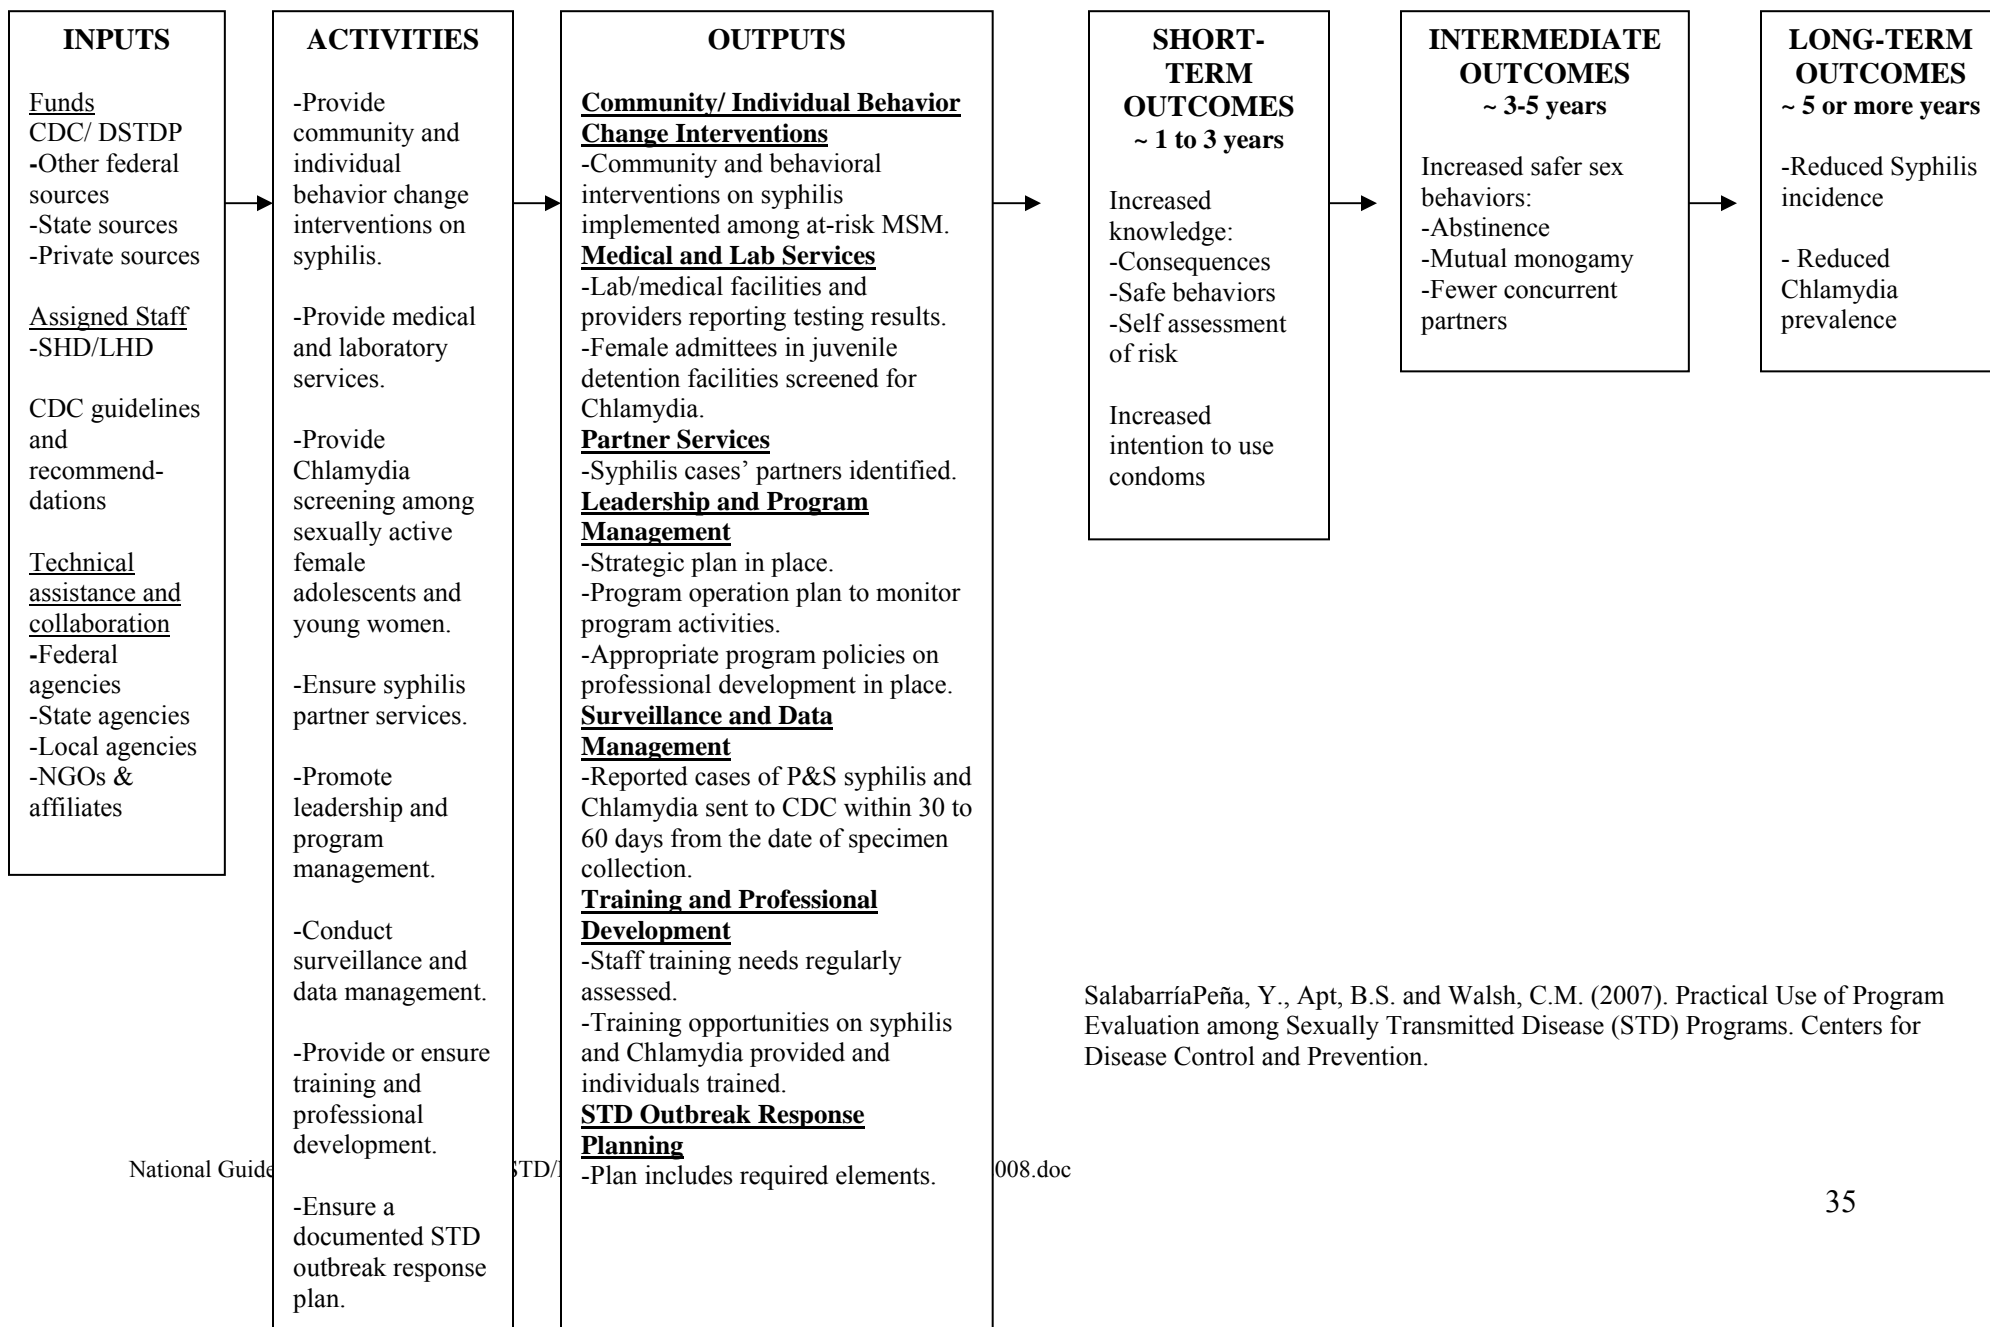 INPUTS
Funds
CDC/ DSTDP
-Other federal
sources
-State sources
-Private sources
Assigned Staff
-SHD/LHD
CDC guidelines
and
recommend-
dations
Technical
assistance and
collaboration
-Federal
agencies
-State agencies
-Local agencies
-NGOs &
affiliates
ACTIVITIES
-Provide
community and
individual
behavior change
interventions on
syphilis.
-Provide medical
and laboratory
services.
-Provide
Chlamydia
screening among
sexually active
female
adolescents and
young women.
-Ensure syphilis
partner services.
-Promote
leadership and
program
management.
-Conduct
surveillance and
data management.
-Provide or ensure
training and
professional
development.
-Ensure a
documented STD
outbreak response
plan.
OUTPUTS
Community/ Individual Behavior
Change Interventions
-Community and behavioral
interventions on syphilis
implemented among at-risk MSM.
Medical and Lab Services
-Lab/medical facilities and
providers reporting testing results.
-Female admittees in juvenile
detention facilities screened for
Chlamydia.
Partner Services
-Syphilis cases’ partners identified.
Leadership and Program
Management
-Strategic plan in place.
-Program operation plan to monitor
program activities.
-Appropriate program policies on
professional development in place.
Surveillance and Data
Management
-Reported cases of P&S syphilis and
Chlamydia sent to CDC within 30 to
60 days from the date of specimen
collection.
Training and Professional
Development
-Staff training needs regularly
assessed.
-Training opportunities on syphilis
and Chlamydia provided and
individuals trained.
STD Outbreak Response
Planning
-Plan includes required elements.
SHORT-
TERM
OUTCOMES
~ 1 to 3 years
Increased
knowledge:
-Consequences
-Safe behaviors
-Self assessment
of risk
Increased
intention to use
condoms
INTERMEDIATE
OUTCOMES
~ 3-5 years
Increased safer sex
behaviors:
-Abstinence
-Mutual monogamy
-Fewer concurrent
partners
LONG-TERM
OUTCOMES
~ 5 or more years
-Reduced Syphilis
incidence
- Reduced
Chlamydia
prevalence
SalabarríaPeña, Y., Apt, B.S. and Walsh, C.M. (2007). Practical Use of Program
Evaluation among Sexually Transmitted Disease (STD) Programs. Centers for
Disease Control and Prevention.
National Guide STD/ 008.doc
35